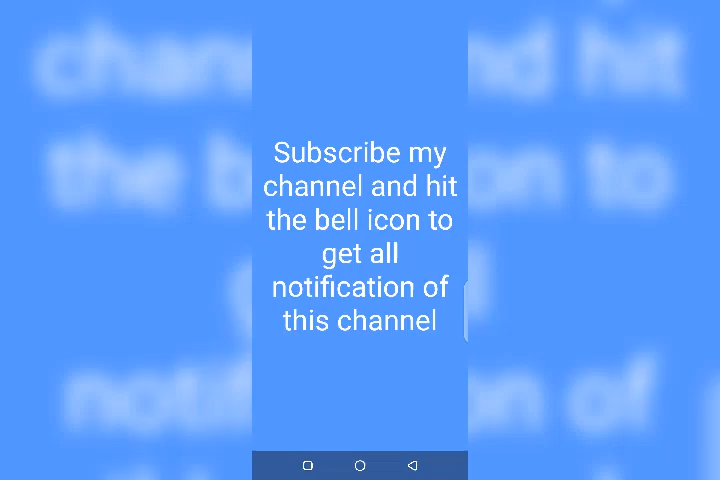 Subscribe my
channel and hit
the bell icon to
get all
notification of
this channel